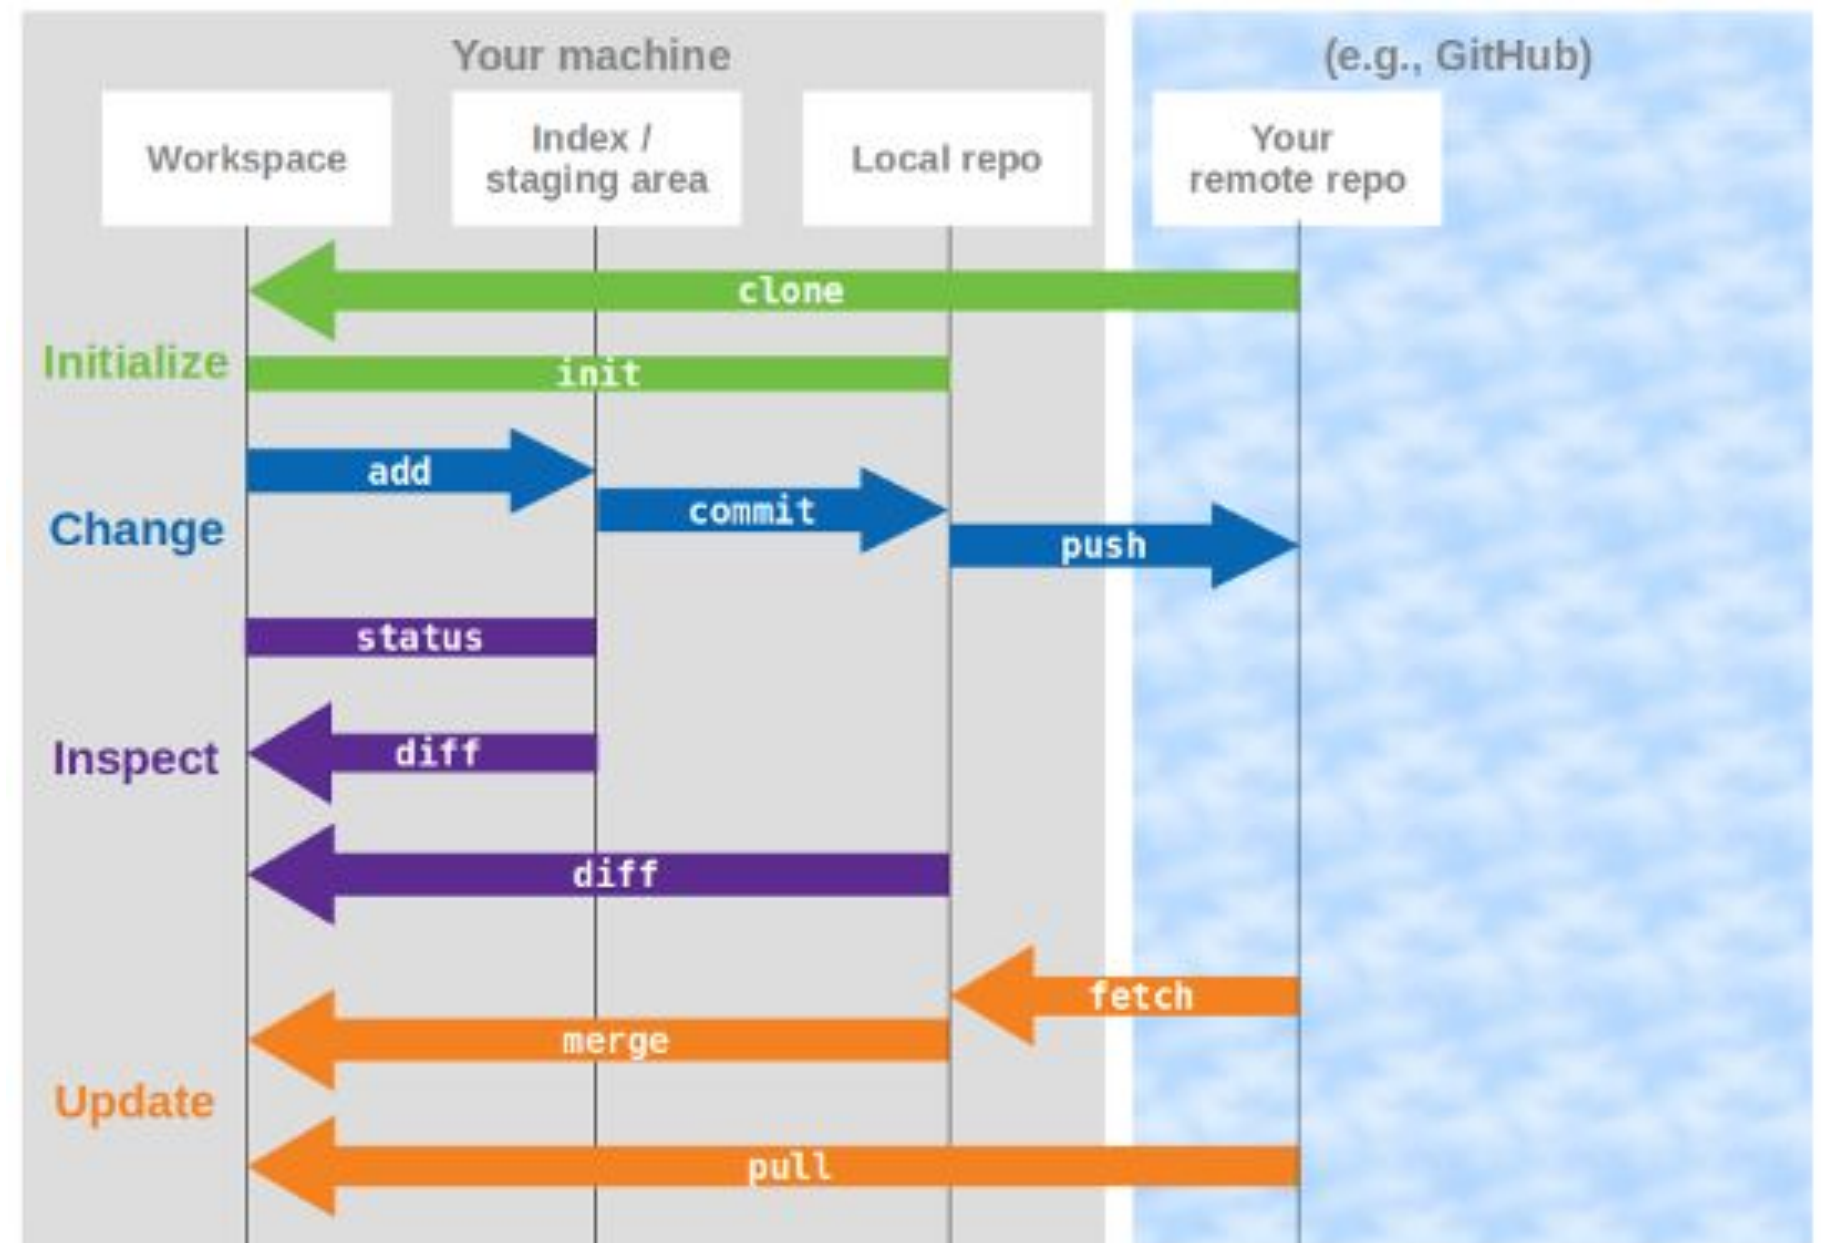 Your machine
(e.g., GitHub)
Workspace
Index /
staging area
Local repo
Your
remote repo
clone
Initialize
init
add
commit
Change
push
status
diff
Inspect
diff
fetch
merge
Update
pull